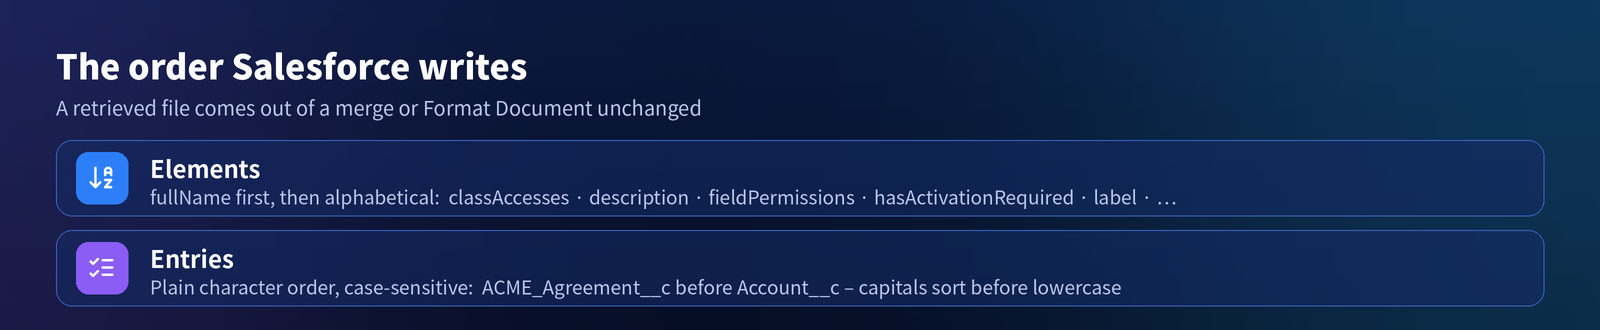 The order Salesforce writes
A retrieved file comes out of a merge or Format Document unchanged
Elements
fullName first, then alphabetical: classAccesses · description · fieldPermissions · hasActivationRequired · label · …
Entries
Plain character order, case-sensitive: ACME_Agreement__c before Account__c – capitals sort before lowercase